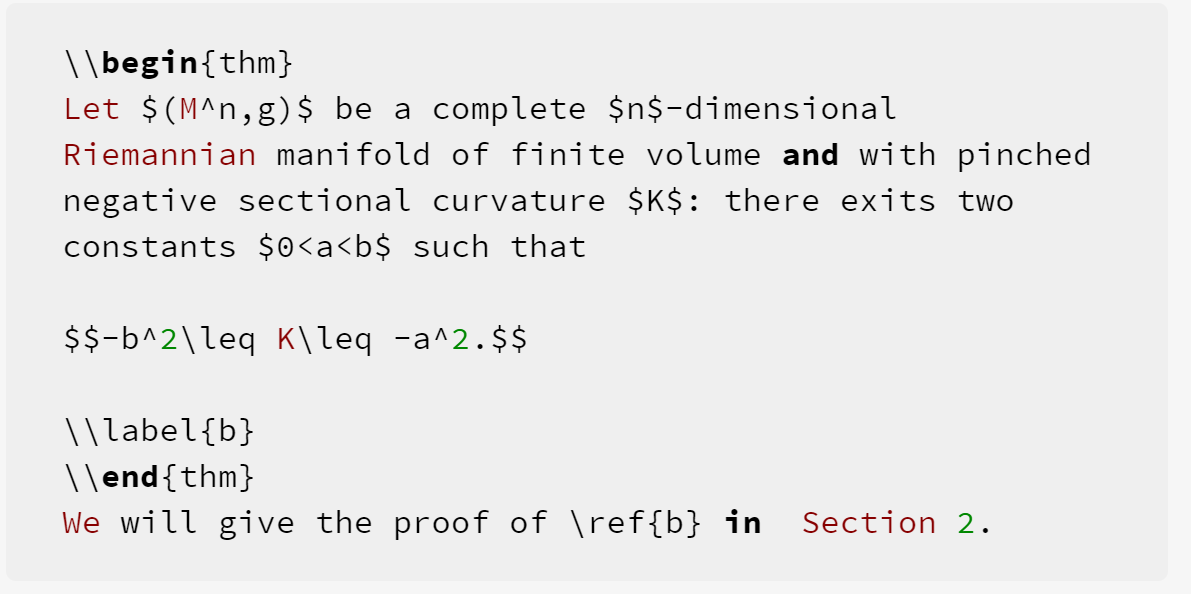 \\begin{thm}
Let $(M^n,g)$ be a complete $n$-dimensional
Riemannian manifold of finite volume and with pinched
negative sectional curvature $K$: there exits two
constants $0<a<b$ such that
$$-b^2\leq K\leq -a^2.$$
\\label{b}
\\end{thm}
We will give the proof of \ref{b} in  Section 2.